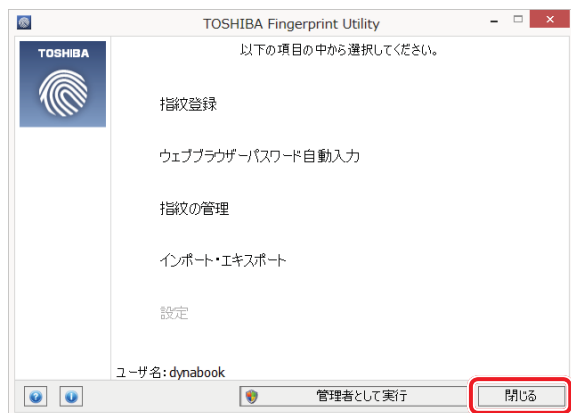 TOSHIBA Fingerprint Utility
TOSHIBA
以下の項目の中から選択してください。
指紋登録
ウェブブラウザーパスワード自動入力
指紋の管理
インポート・エキスポート
設定
ユーザ名: dynabook
管理者として実行
閉じる